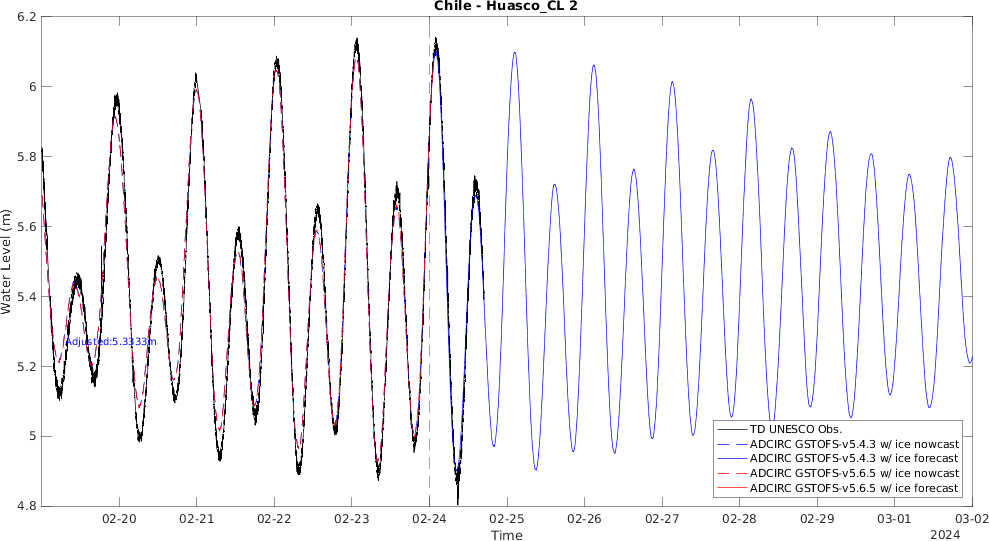 Chile - Huasco_CL 2
6.2
6
5.8
5.6
5.4
5.2
5
4.8
Water Level (m)
Adjusted:5.3333m
TD UNESCO Obs.
ADCIRC GSTOFS-v5.4.3 w/ ice nowcast
ADCIRC GSTOFS-v5.4.3 w/ ice forecast
ADCIRC GSTOFS-v5.6.5 w/ ice nowcast
ADCIRC GSTOFS-v5.6.5 w/ ice forecast
02-20 02-21 02-22 02-23 02-24 02-25 02-26 02-27 02-28 02-29 03-01 03-02
Time
2024